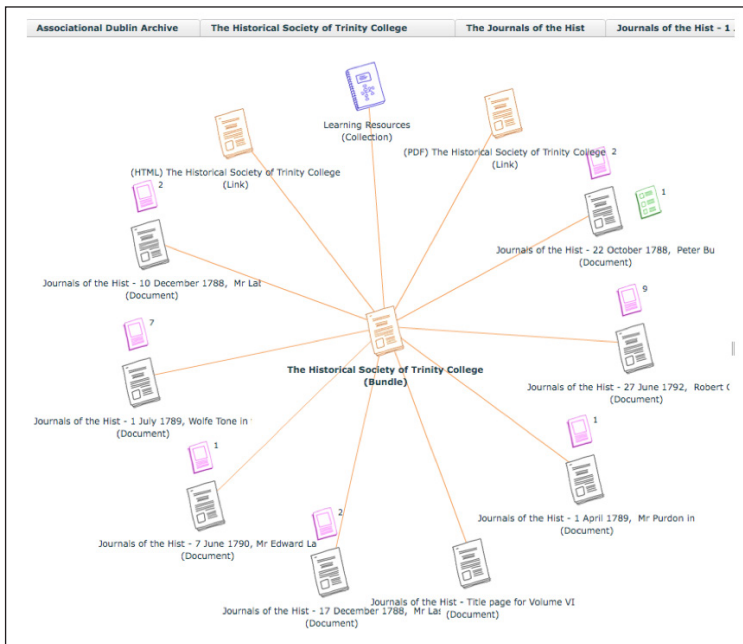 Associational Dublin Archive
The Historical Society of Trinity College
The Journals of the Hist
Journals of the Hist - 1
Learning Resources
(Collection)
(HTML) The Historical Society of Trinity College
(Link)
(PDF) The Historical Society of Trinity College
(Link)
2
2
1
Journals of the Hist - 22 October 1788, Peter Bu
(Document)
Journals of the Hist - 10 December 1788, Mr Lat
(Document)
9
7
The Historical Society of Trinity College
(Bundle)
Journals of the Hist - 27 June 1792, Robert
(Document)
Journals of the Hist - 1 July 1789, Wolfe Tone in
(Document)
1
1
Journals of the Hist - 1 April 1789, Mr Purdon in
(Document)
Journals of the Hist - 7 June 1790, Mr Edward La
(Document)
2
Journals of the Hist - Title page for Volume VI
(Document)
Journals of the Hist - 17 December 1788, Mr Las
(Document)